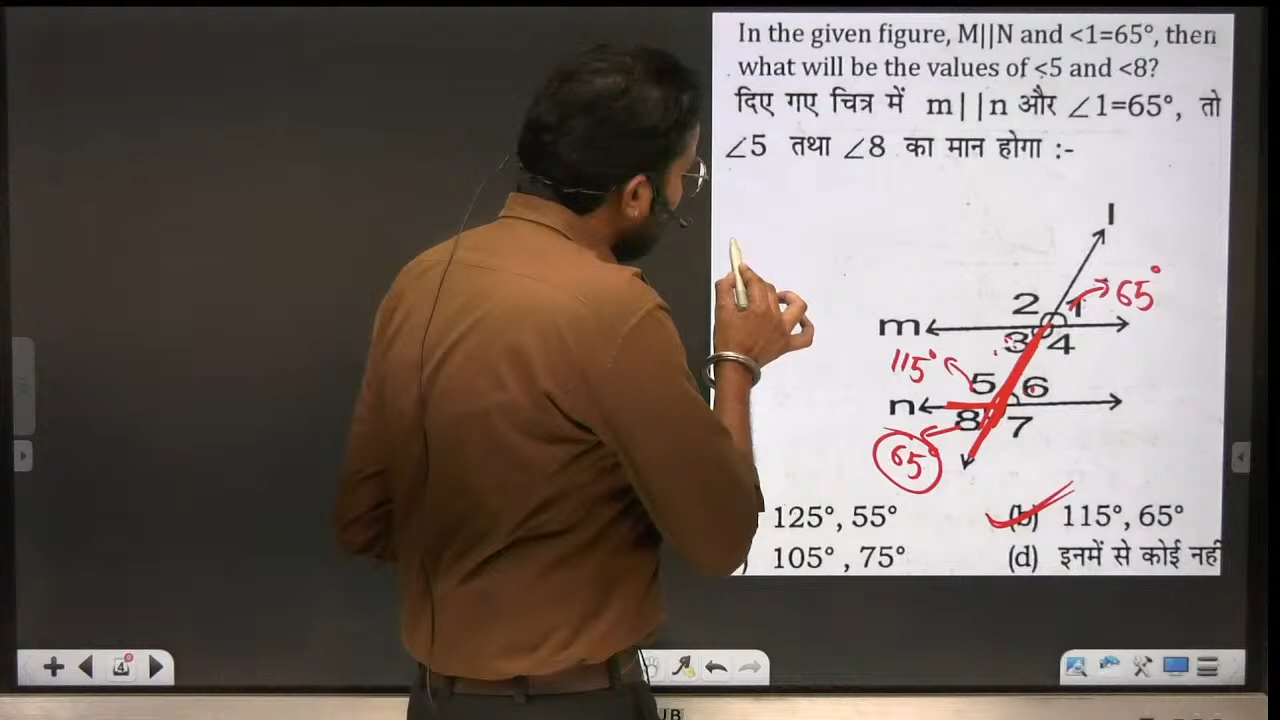 In the given figure, M||N and <1=65°, then
what will be the values of <5 and <8?
दिए गए चित्र में m||n और ∠1=65°, तो
∠5 तथा ∠8 का मान होगा :-
l
2 1 65°
m
3 4
115° 5 6
n
8 7
65°
125°, 55° (b) 115°, 65°
105°, 75° (d) इनमें से कोई नहीं
4